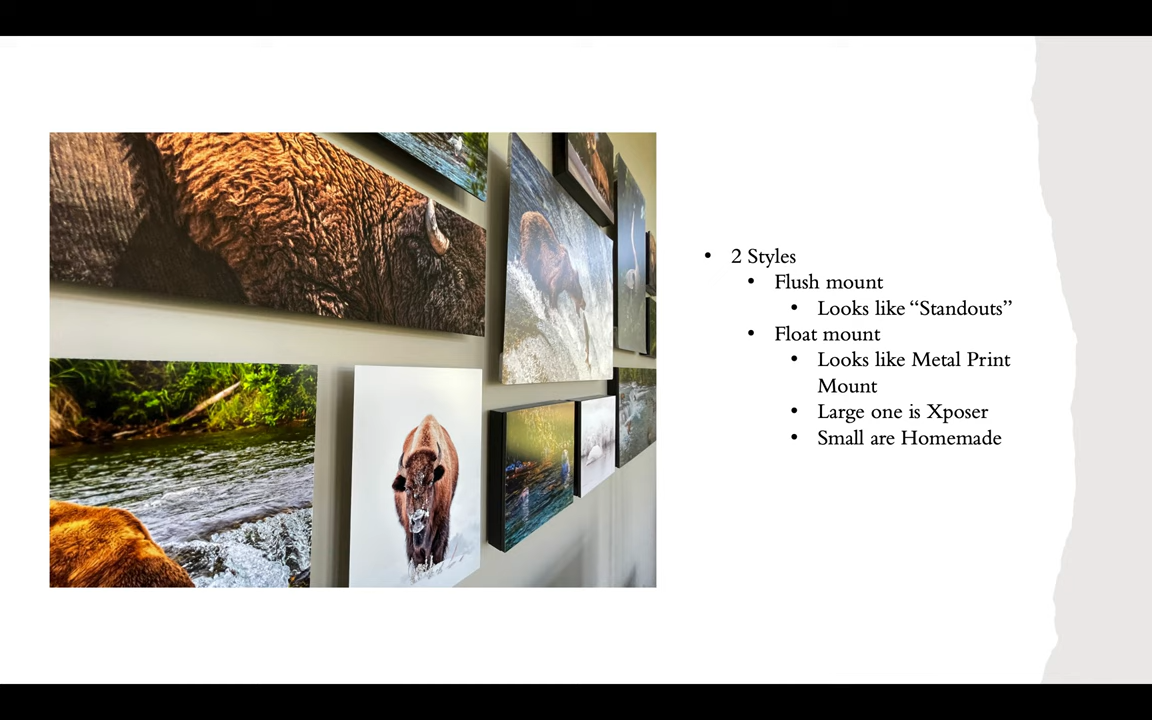 • 2 Styles
• Flush mount
• Looks like “Standouts”
• Float mount
• Looks like Metal Print
Mount
• Large one is Xposer
• Small are Homemade